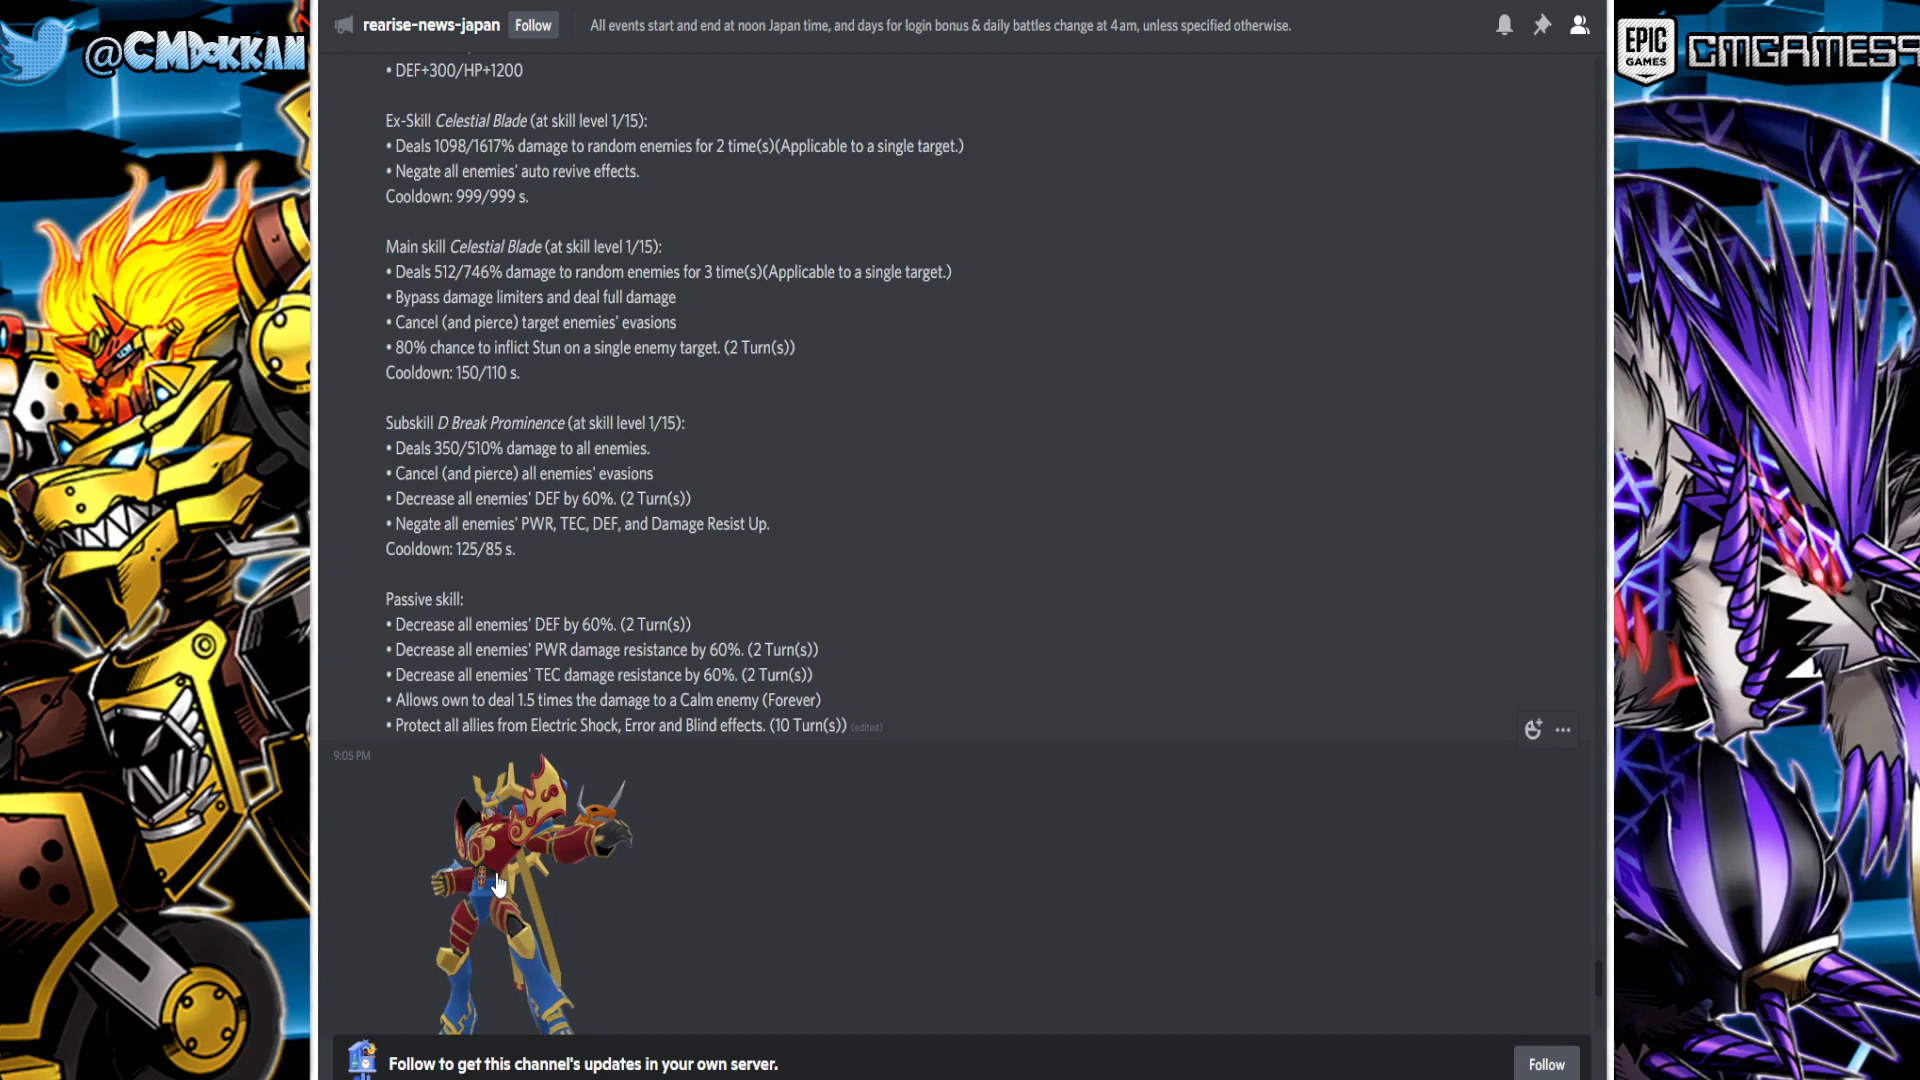 @CMDOKKAN
rearise-news-japan
Follow
All events start and end at noon Japan time, and days for login bonus & daily battles change at 4am, unless specified otherwise.
EPIC
GAMES
CMGAMES9
• DEF+300/HP+1200
Ex-Skill Celestial Blade (at skill level 1/15):
• Deals 1098/1617% damage to random enemies for 2 time(s)(Applicable to a single target.)
• Negate all enemies' auto revive effects.
Cooldown: 999/999 s.
Main skill Celestial Blade (at skill level 1/15):
• Deals 512/746% damage to random enemies for 3 time(s)(Applicable to a single target.)
• Bypass damage limiters and deal full damage
• Cancel (and pierce) target enemies' evasions
• 80% chance to inflict Stun on a single enemy target. (2 Turn(s))
Cooldown: 150/110 s.
Subskill D Break Prominence (at skill level 1/15):
• Deals 350/510% damage to all enemies.
• Cancel (and pierce) all enemies' evasions
• Decrease all enemies' DEF by 60%. (2 Turn(s))
• Negate all enemies' PWR, TEC, DEF, and Damage Resist Up.
Cooldown: 125/85 s.
Passive skill:
• Decrease all enemies' DEF by 60%. (2 Turn(s))
• Decrease all enemies' PWR damage resistance by 60%. (2 Turn(s))
• Decrease all enemies' TEC damage resistance by 60%. (2 Turn(s))
• Allows own to deal 1.5 times the damage to a Calm enemy (Forever)
• Protect all allies from Electric Shock, Error and Blind effects. (10 Turn(s)) (edited)
9:05 PM
Follow to get this channel's updates in your own server.
Follow